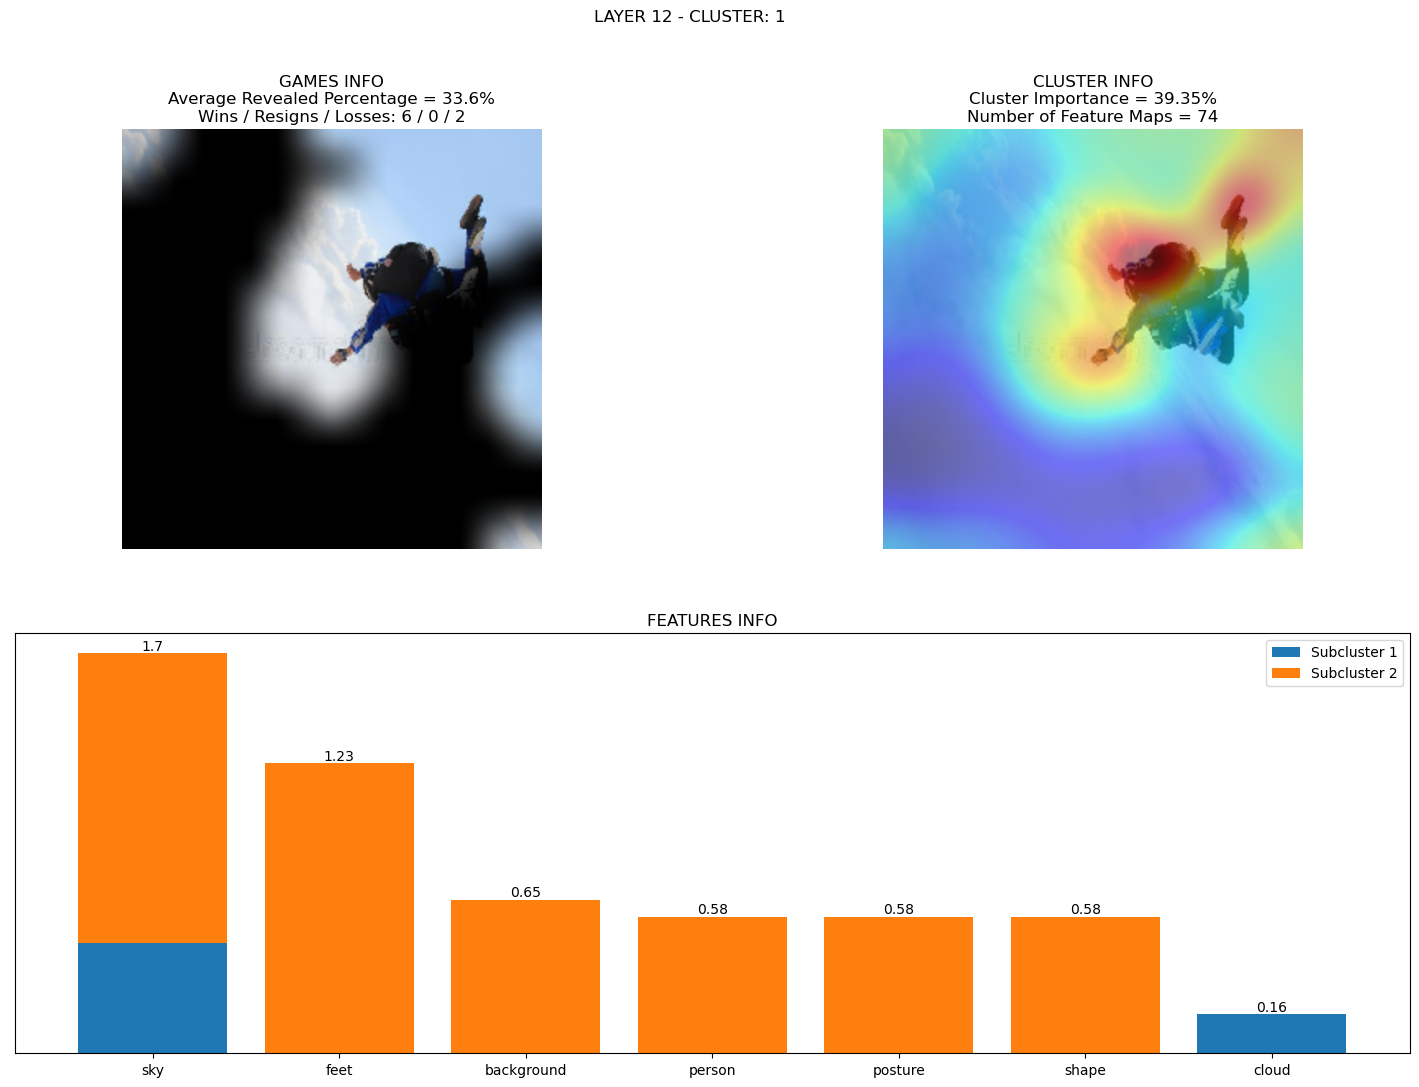 LAYER 12 - CLUSTER: 1
GAMES INFO
Average Revealed Percentage = 33.6%
Wins / Resigns / Losses: 6 / 0 / 2
CLUSTER INFO
Cluster Importance = 39.35%
Number of Feature Maps = 74
FEATURES INFO
Subcluster 1
Subcluster 2
1.7
1.23
0.65
0.58
0.58
0.58
0.16
sky
feet
background
person
posture
shape
cloud